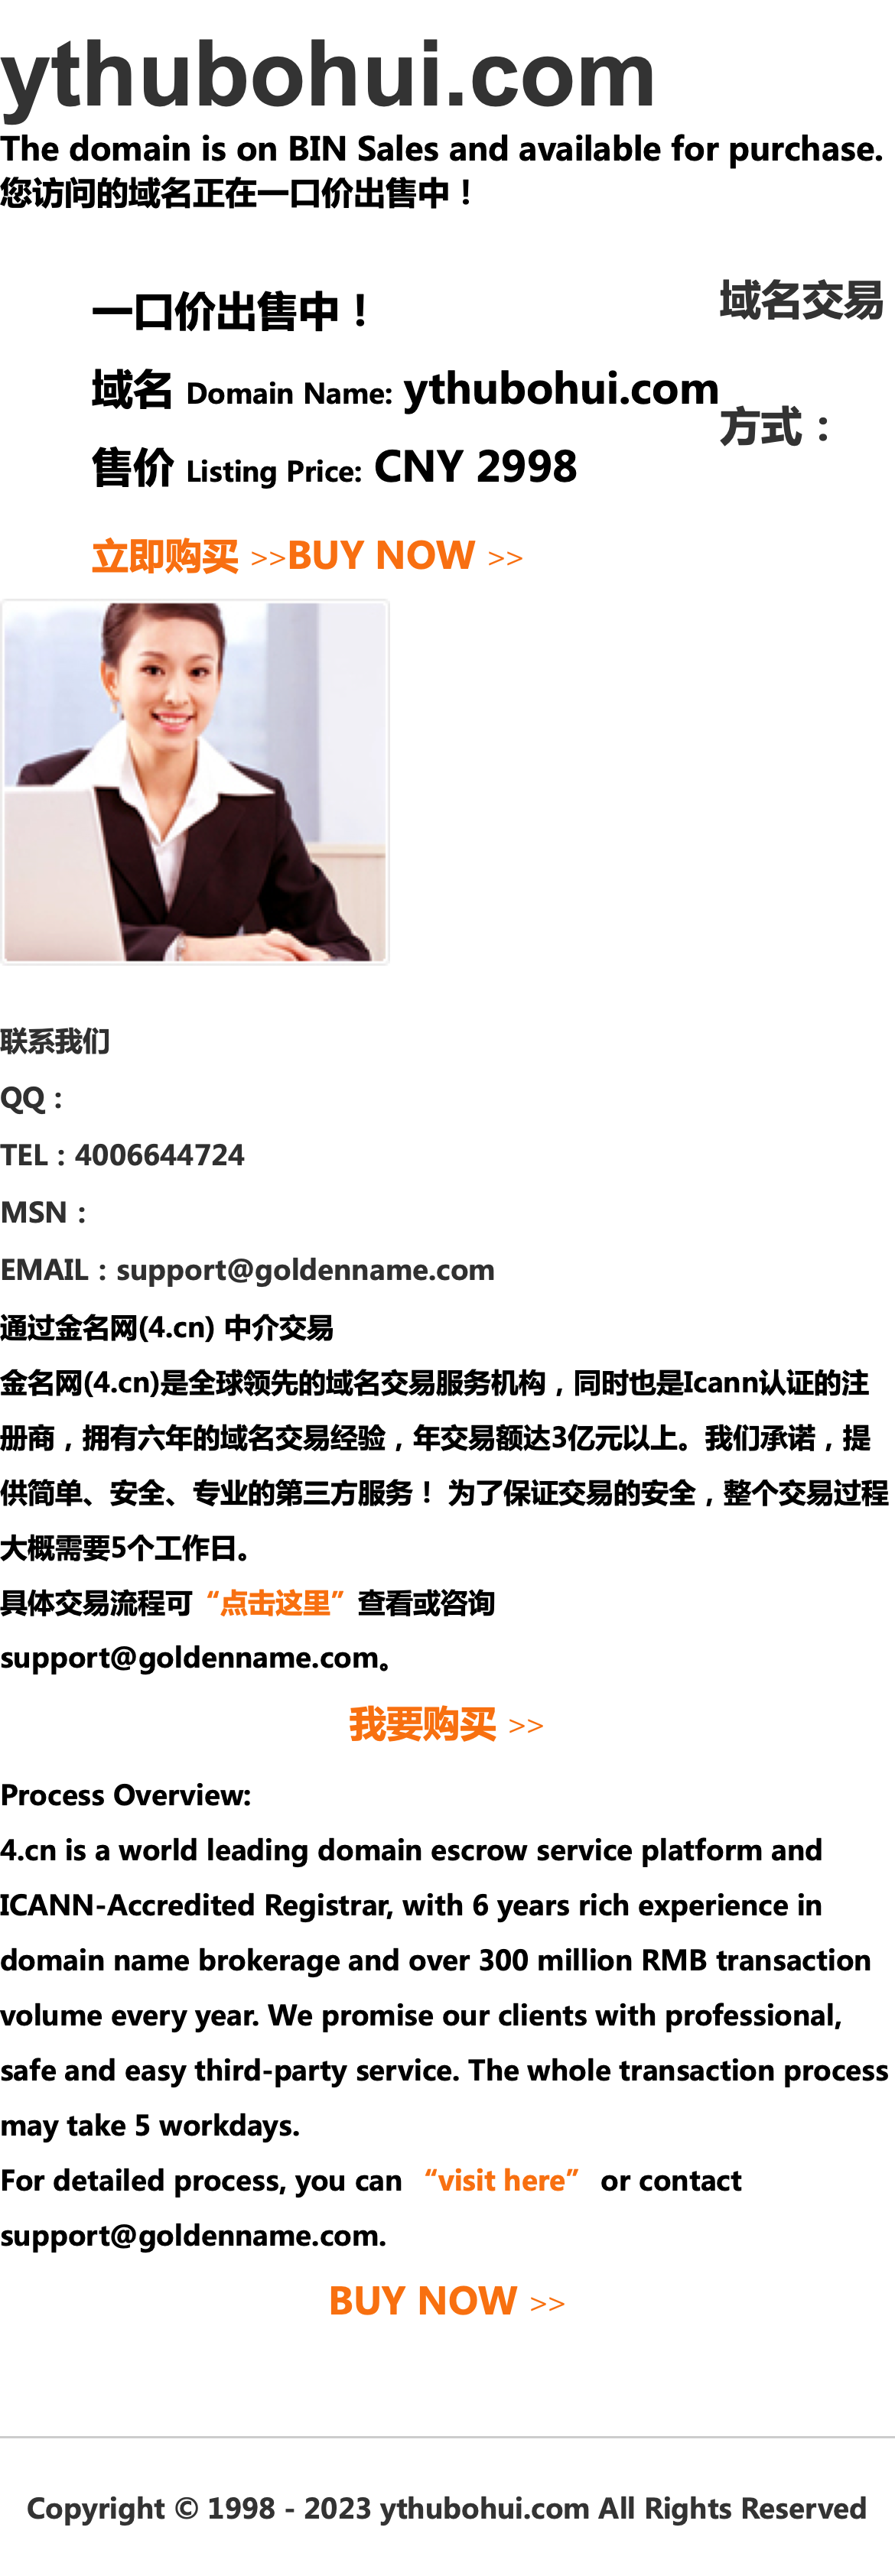 ythubohui.com
The domain is on BIN Sales and available for purchase.
您访问的域名正在一口价出售中！
一口价出售中！
域名 Domain Name: ythubohui.com
售价 Listing Price: CNY 2998
立即购买 >>BUY NOW >>
域名交易
方式：
联系我们
QQ：
TEL：4006644724
MSN：
EMAIL：support@goldenname.com
通过金名网(4.cn) 中介交易
金名网(4.cn)是全球领先的域名交易服务机构，同时也是Icann认证的注
册商，拥有六年的域名交易经验，年交易额达3亿元以上。我们承诺，提
供简单、安全、专业的第三方服务！ 为了保证交易的安全，整个交易过程
大概需要5个工作日。
具体交易流程可“点击这里”查看或咨询
support@goldenname.com。
我要购买 >>
Process Overview:
4.cn is a world leading domain escrow service platform and
ICANN-Accredited Registrar, with 6 years rich experience in
domain name brokerage and over 300 million RMB transaction
volume every year. We promise our clients with professional,
safe and easy third-party service. The whole transaction process
may take 5 workdays.
For detailed process, you can “visit here” or contact
support@goldenname.com.
BUY NOW >>
Copyright © 1998 - 2023 ythubohui.com All Rights Reserved